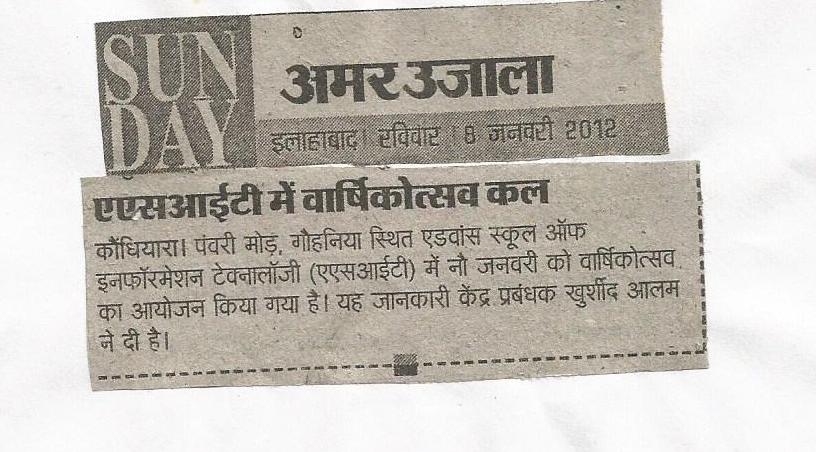 SUN
DAY
अमर उजाला
इलाहाबाद। रविवार। 8 जनवरी 2012
एएसआईटी में वार्षिकोत्सव कल
कौंधियारा। पंवरी मोड़, गौहनिया स्थित एडवांस स्कूल ऑफ
इनफॉरमेशन टेक्नालॉजी (एएसआईटी) में नौ जनवरी को वार्षिकोत्सव
का आयोजन किया गया है। यह जानकारी केंद्र प्रबंधक खुर्शीद आलम
ने दी है।